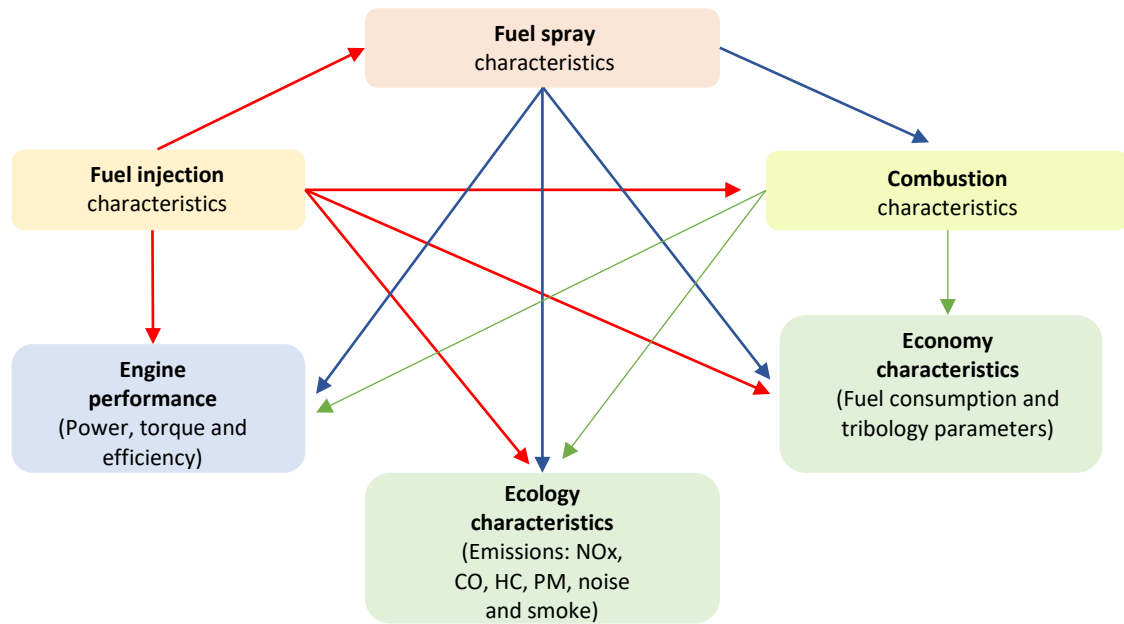 Fuel spray
characteristics
Fuel injection
characteristics
Combustion
characteristics
Engine
performance
(Power, torque and
efficiency)
Economy
characteristics
(Fuel consumption and
tribology parameters)
Ecology
characteristics
(Emissions: NOx,
CO, HC, PM, noise
and smoke)